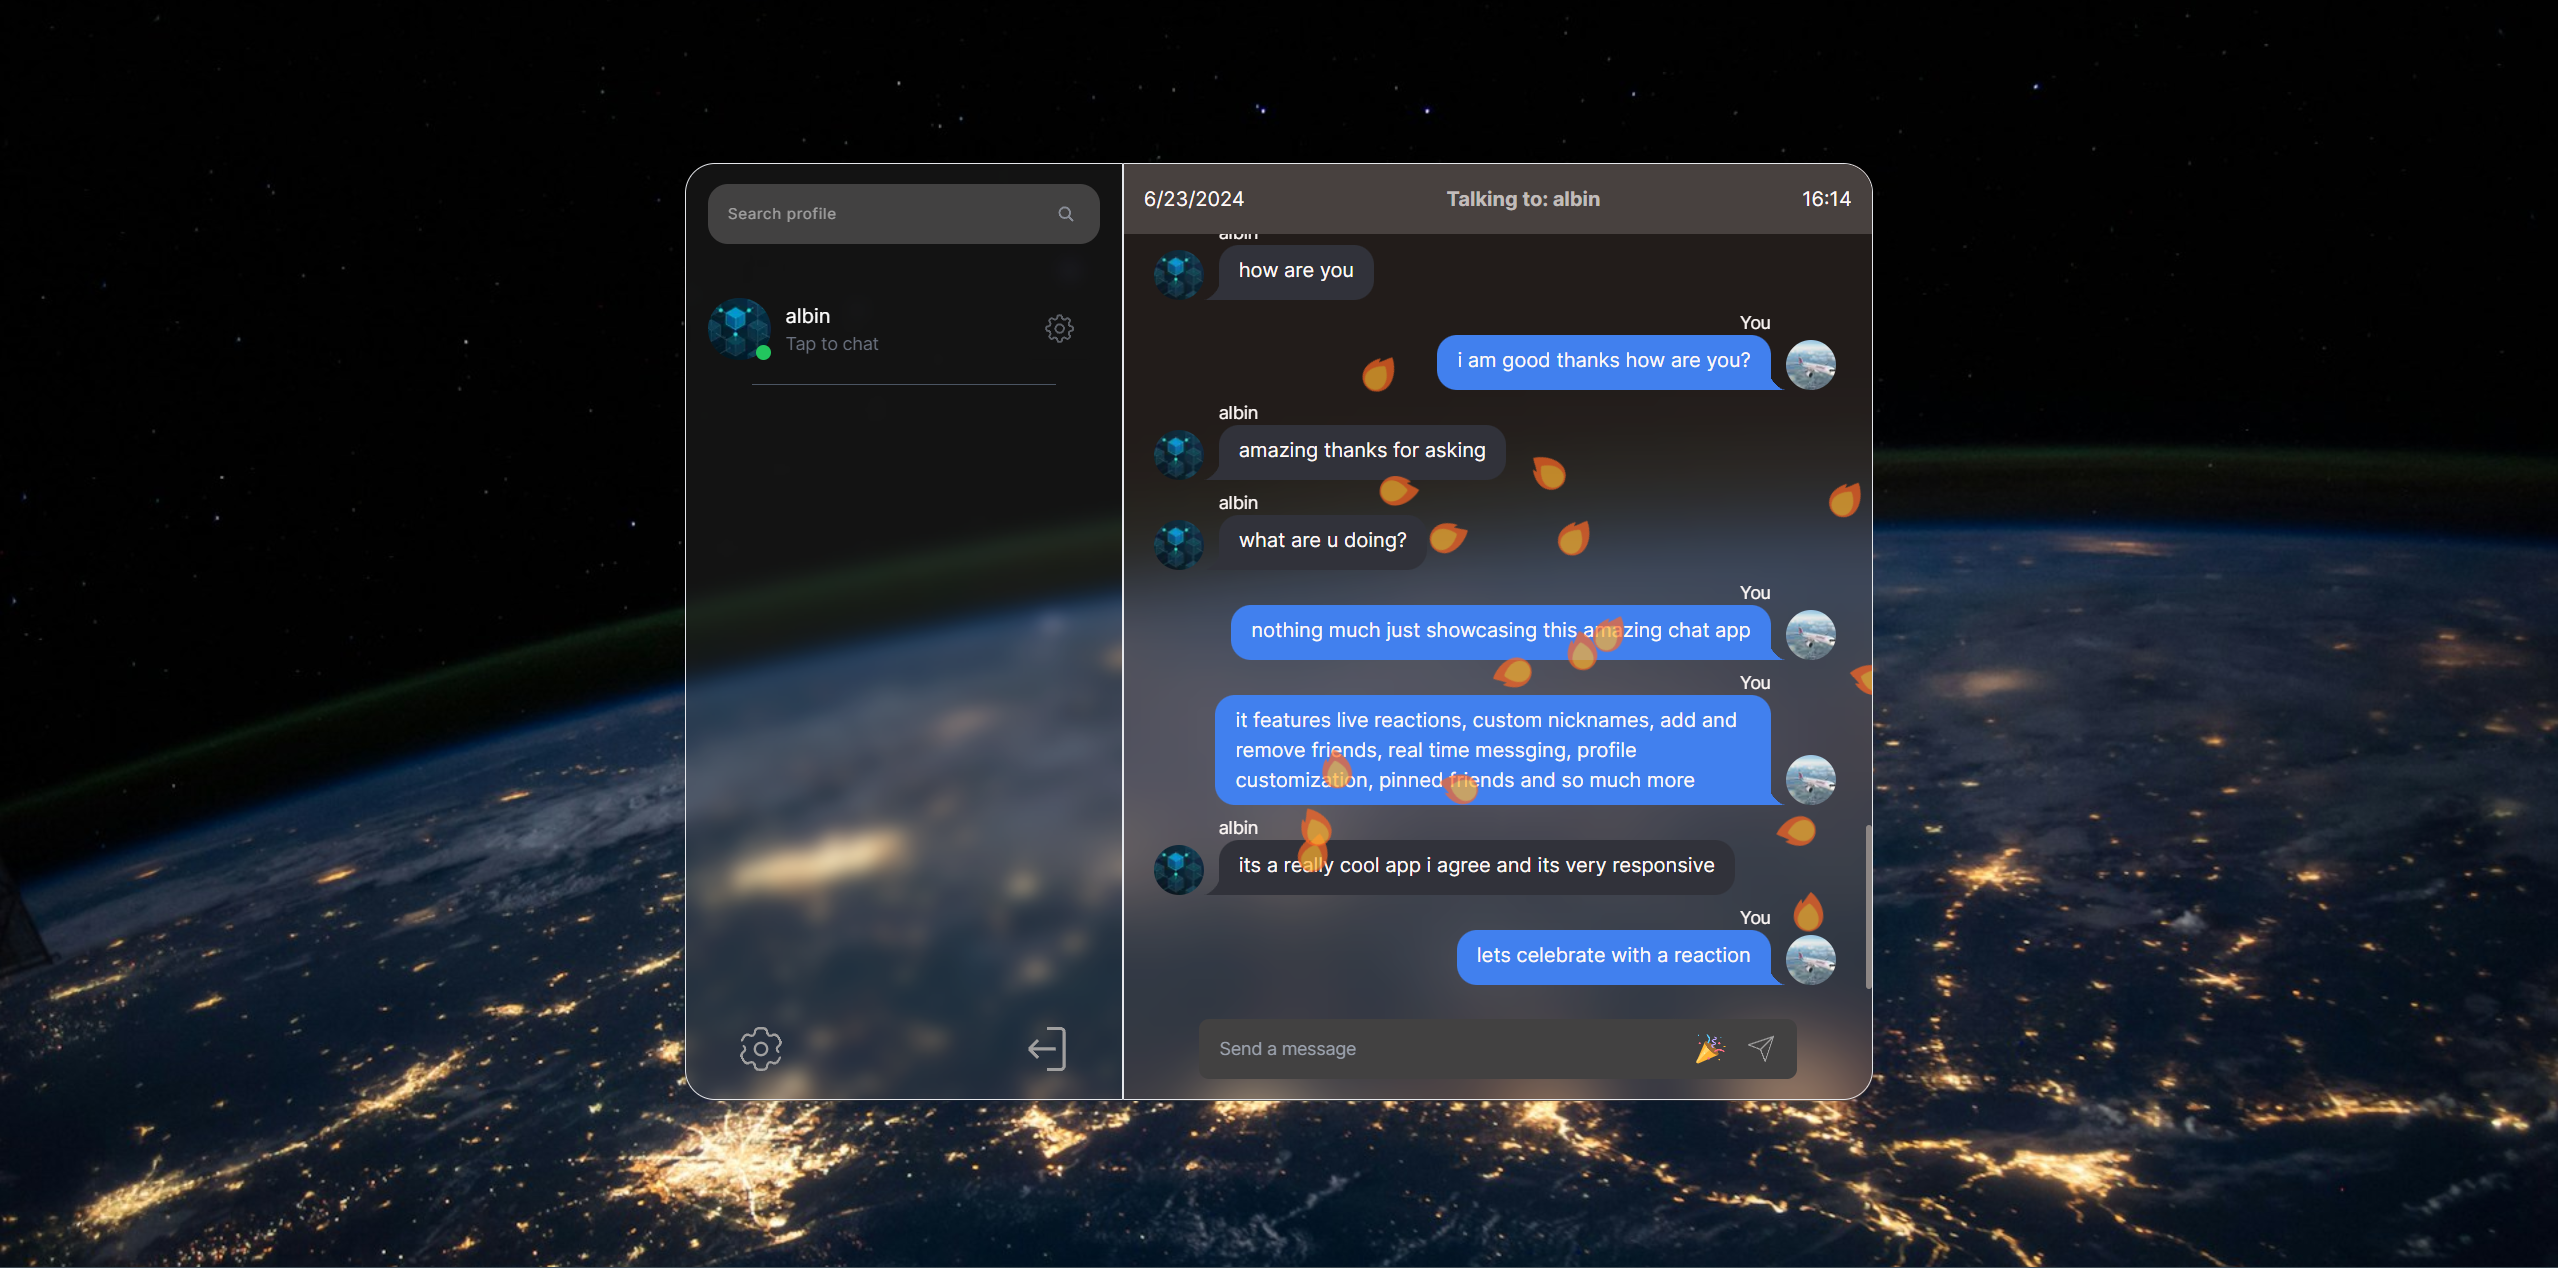 Search profile
albin
Tap to chat
6/23/2024
Talking to: albin
16:14
albin
how are you
You
i am good thanks how are you?
albin
amazing thanks for asking
albin
what are u doing?
You
nothing much just showcasing this amazing chat app
You
it features live reactions, custom nicknames, add and
remove friends, real time messging, profile
customization, pinned friends and so much more
albin
its a really cool app i agree and its very responsive
You
lets celebrate with a reaction
Send a message